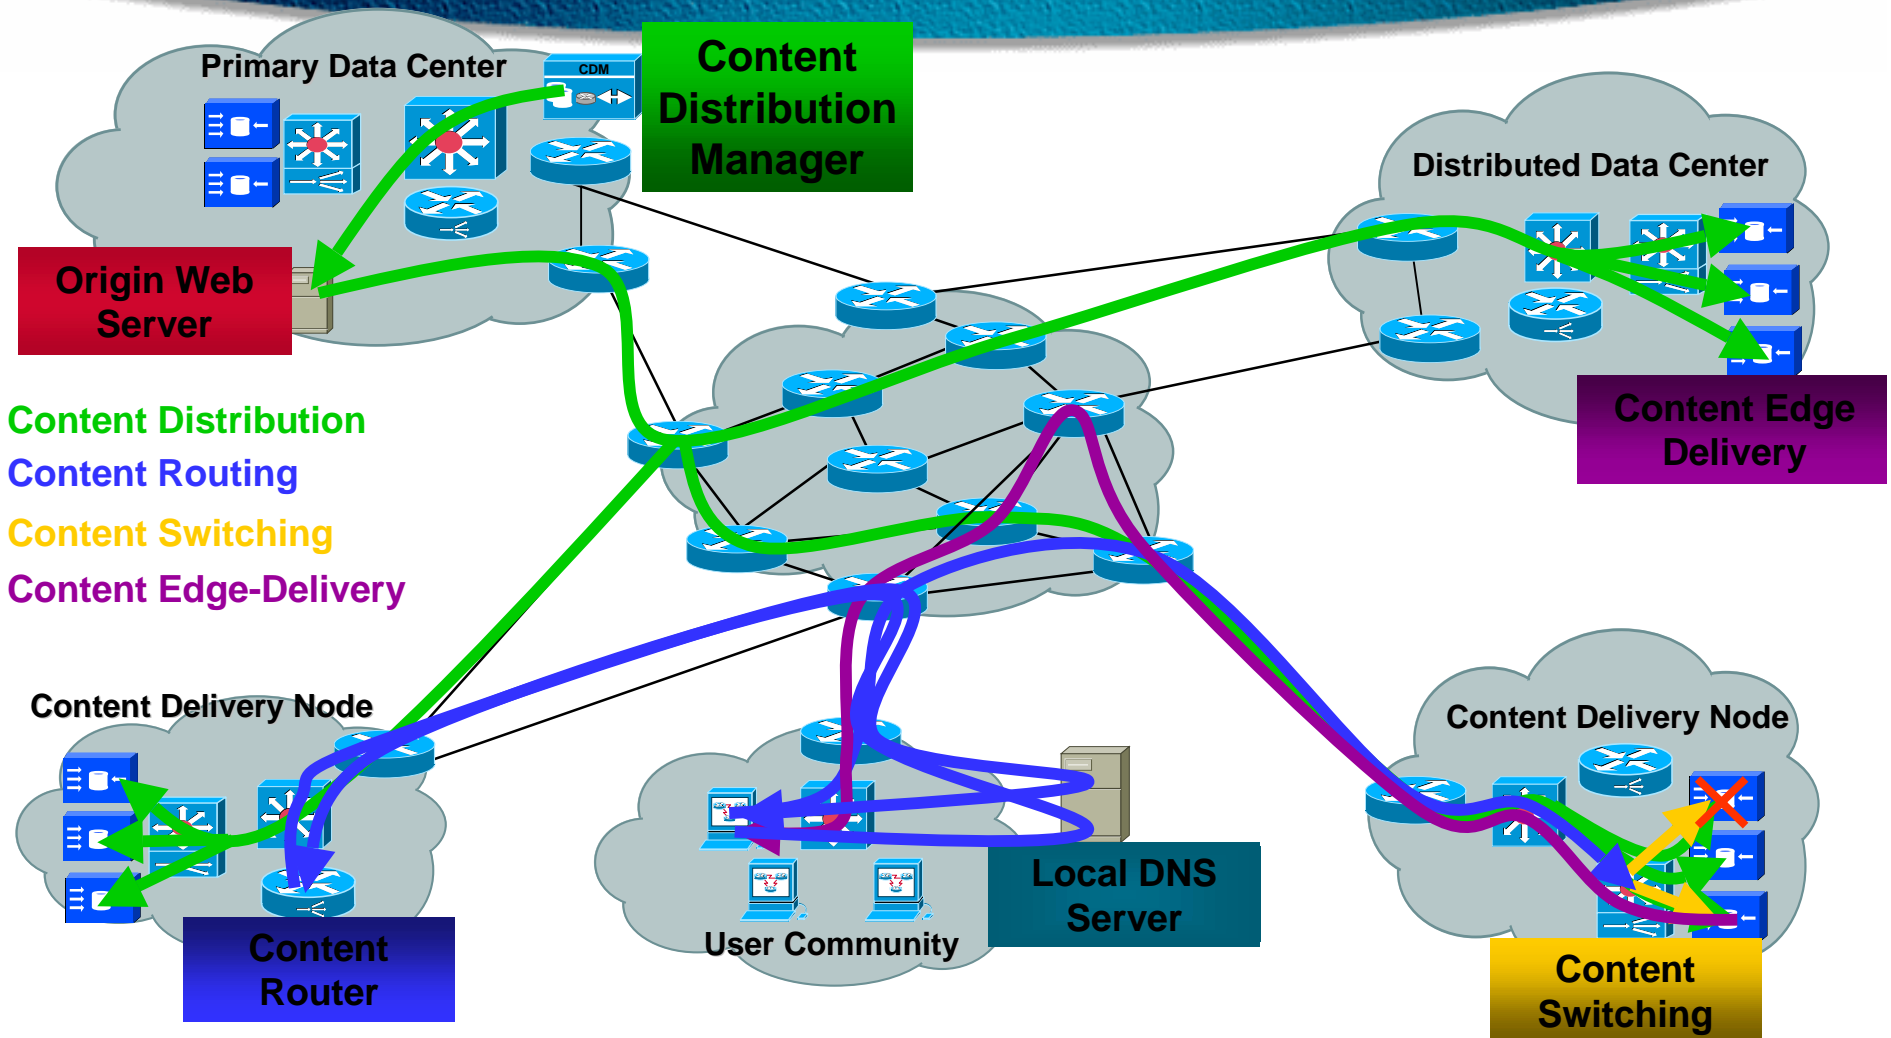 Primary Data Center
CDM
Content
Distribution
Manager
Distributed Data Center
Origin Web
Server
Content Edge
Delivery
Content Distribution
Content Routing
Content Switching
Content Edge-Delivery
Content Delivery Node
Content Delivery Node
Local DNS
Server
User Community
Content
Router
Content
Switching